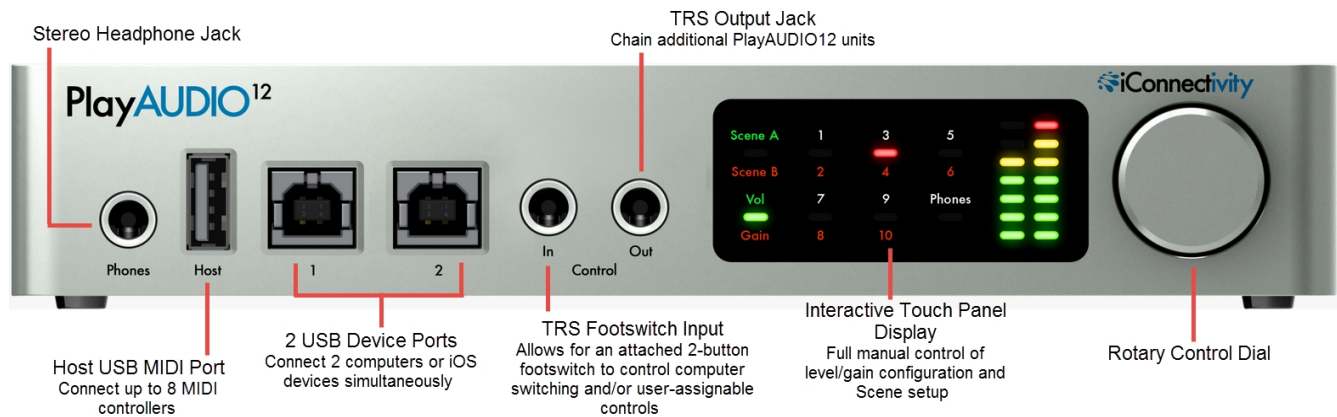 Stereo Headphone Jack
TRS Output Jack
Chain additional PlayAUDIO12 units
PlayAUDIO12
iConnectivity
Scene A 1 3 5
Scene B 2 4 6
Vol 7 9 Phones
Gain 8 10
Phones
Host
1
2
In
Control
Out
Host USB MIDI Port
Connect up to 8 MIDI
controllers
2 USB Device Ports
Connect 2 computers or iOS
devices simultaneously
TRS Footswitch Input
Allows for an attached 2-button
footswitch to control computer
switching and/or user-assignable
controls
Interactive Touch Panel
Display
Full manual control of
level/gain configuration and
Scene setup
Rotary Control Dial